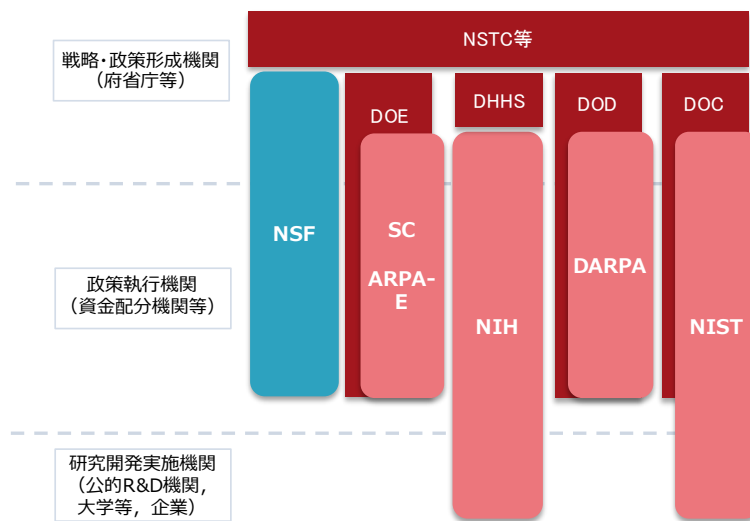 NSTC等
戦略・政策形成機関
（府省庁等）
DOE
DHHS
DOD
DOC
NSF
SC
ARPA-
E
NIH
DARPA
NIST
政策執行機関
（資金配分機関等）
研究開発実施機関
（公的R&D機関，
大学等，企業）